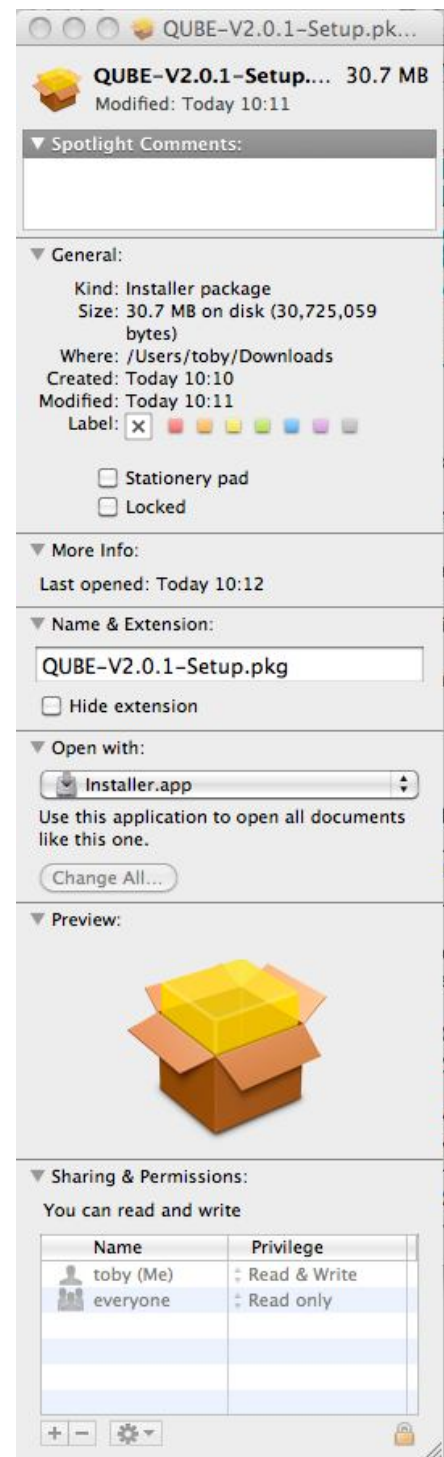 QUBE-V2.0.1-Setup.pk...
QUBE-V2.0.1-Setup.... 30.7 MB
Modified: Today 10:11
Spotlight Comments:
General:
Kind: Installer package
Size: 30.7 MB on disk (30,725,059
bytes)
Where: /Users/toby/Downloads
Created: Today 10:10
Modified: Today 10:11
Label:
Stationery pad
Locked
More Info:
Last opened: Today 10:12
Name & Extension:
QUBE-V2.0.1-Setup.pkg
Hide extension
Open with:
Installer.app
Use this application to open all documents
like this one.
Change All...
Preview:
Sharing & Permissions:
You can read and write
Name Privilege
toby (Me) Read & Write
everyone Read only